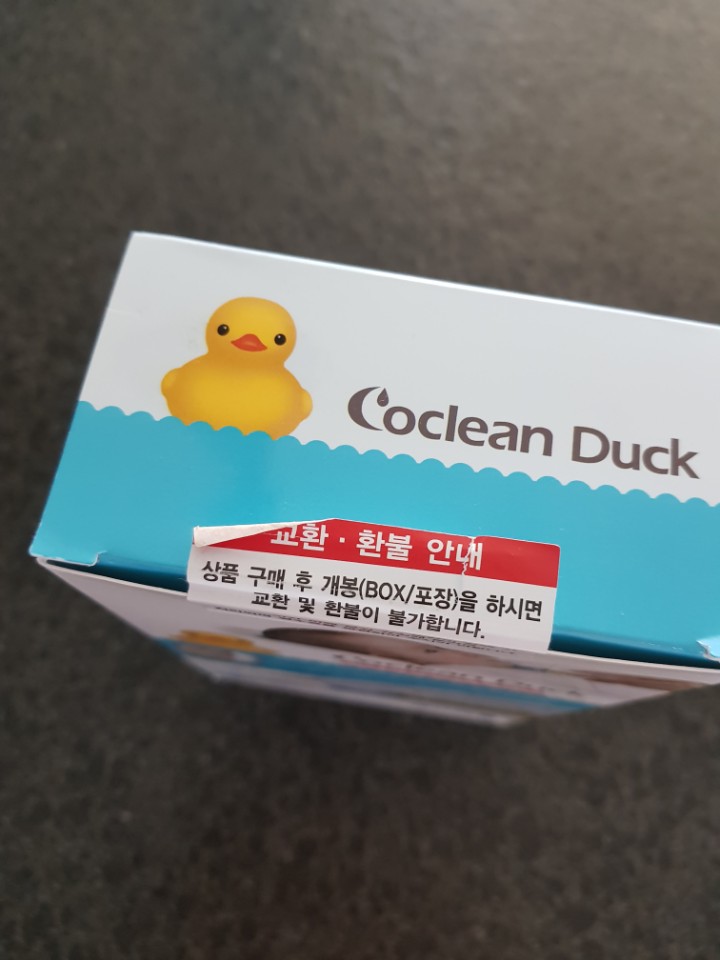 Coclean Duck
교환·환불 안내
상품 구매 후 개봉(BOX/포장)을 하시면
교환 및 환불이 불가합니다.